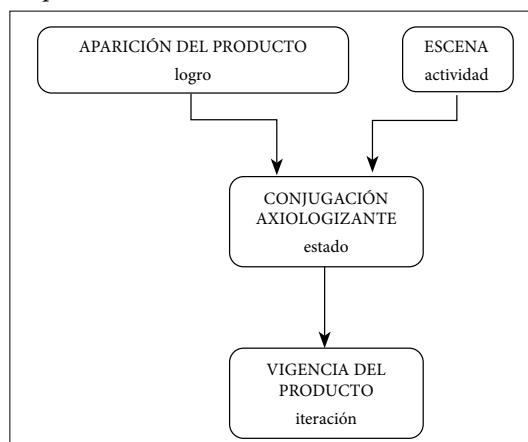 APARICIÓN DEL PRODUCTO
logro
ESCENA
actividad
CONJUGACIÓN
AXIOLOGIZANTE
estado
VIGENCIA DEL
PRODUCTO
iteración